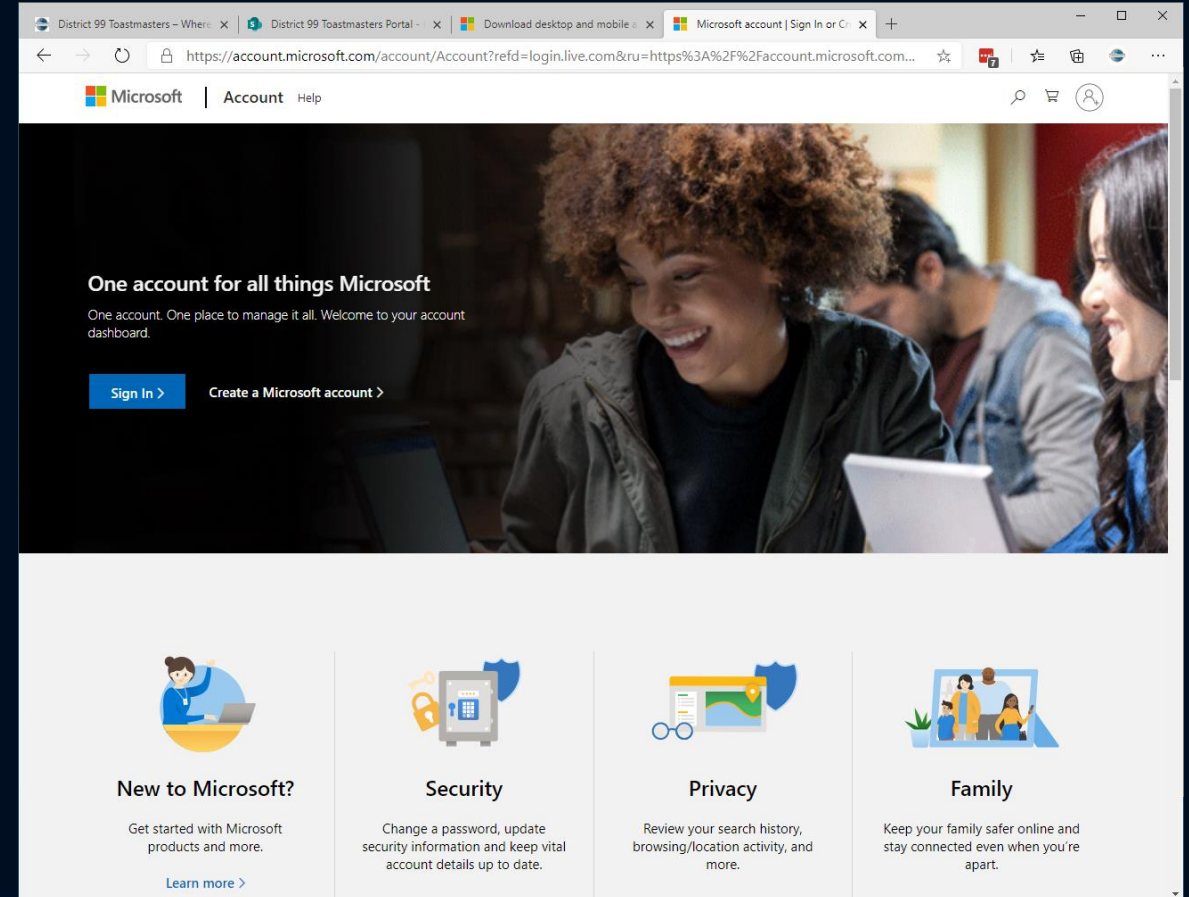 District 99 Toastmasters – Where
District 99 Toastmasters Portal -
Download desktop and mobile a
Microsoft account | Sign In or Cr
https://account.microsoft.com/account/Account?refd=login.live.com&ru=https%3A%2F%2Faccount.microsoft.com...
7
Microsoft | Account Help
One account for all things Microsoft
One account. One place to manage it all. Welcome to your account
dashboard.
Sign In >
Create a Microsoft account >
New to Microsoft?
Get started with Microsoft
products and more.
Learn more >
Security
Change a password, update
security information and keep vital
account details up to date.
Privacy
Review your search history,
browsing/location activity, and
more.
Family
Keep your family safer online and
stay connected even when you're
apart.